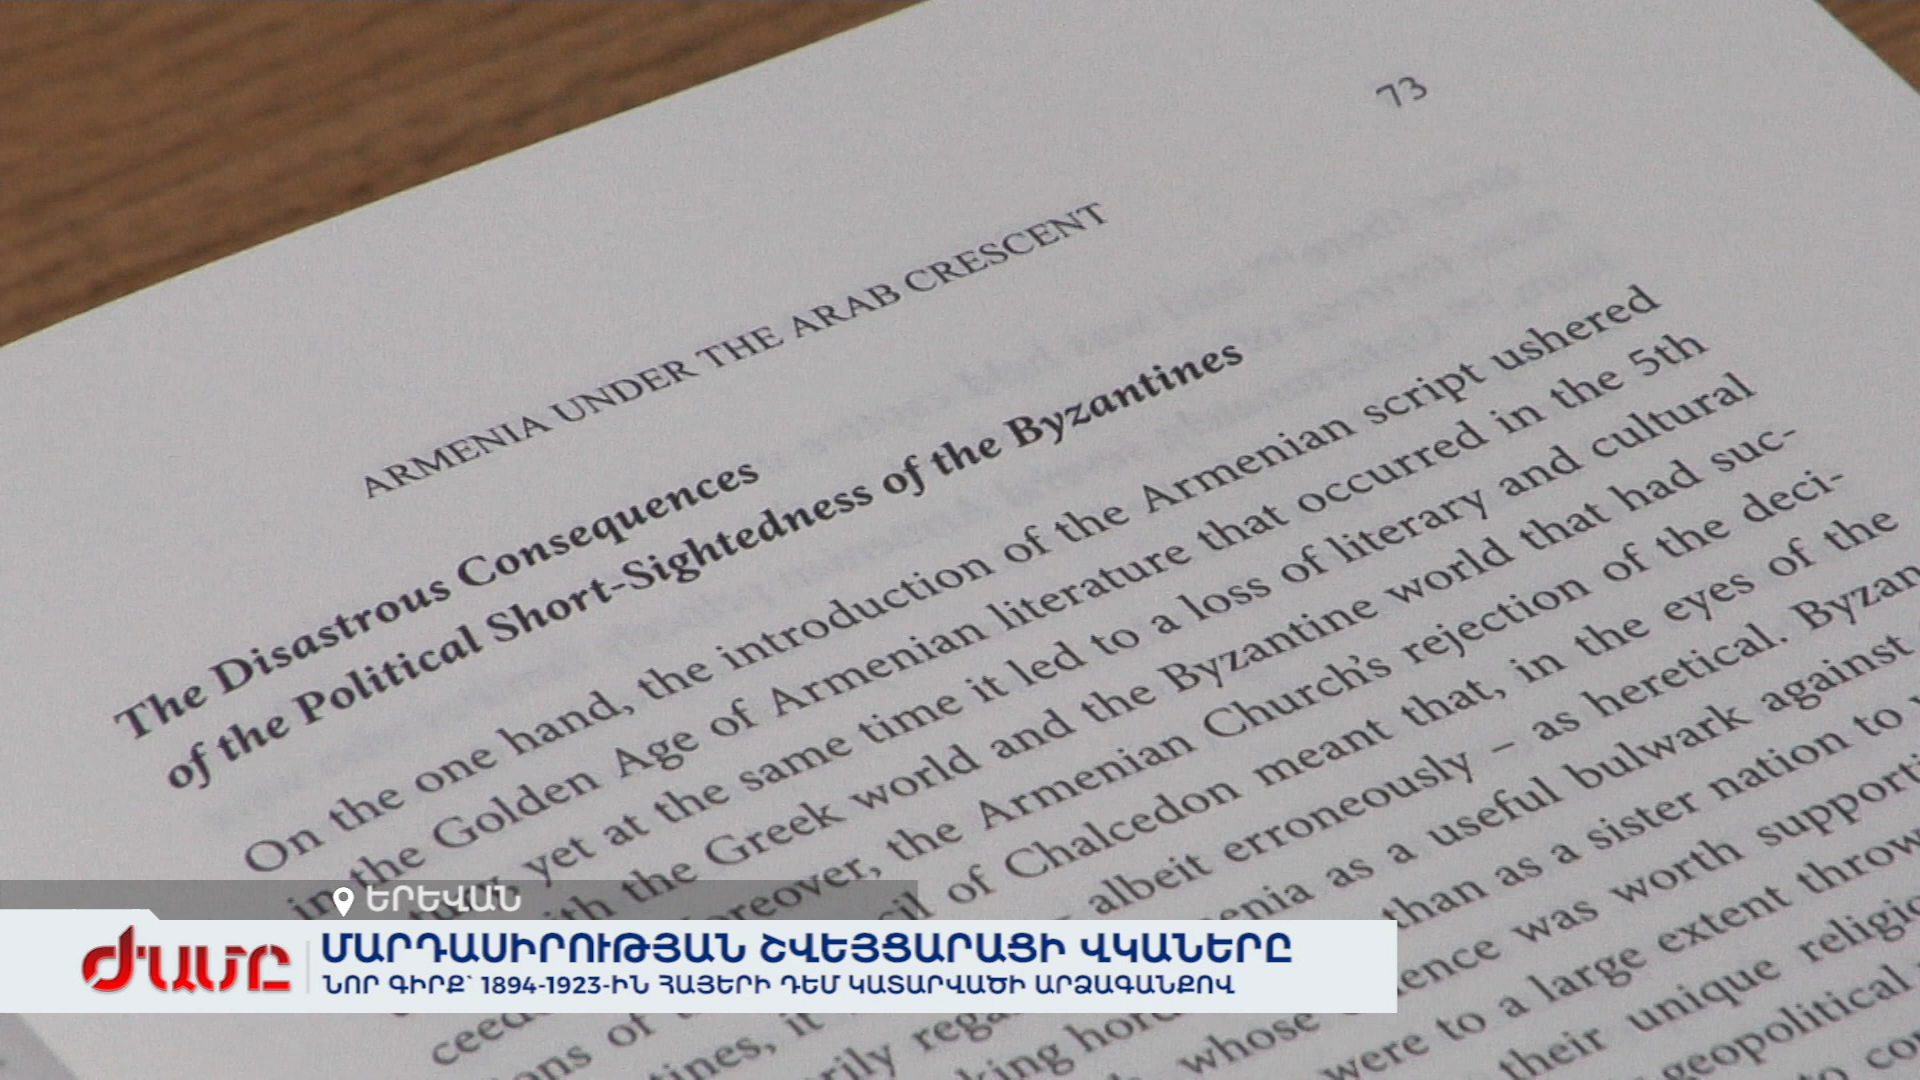 73
ARMENIA UNDER THE ARAB CRESCENT
The Disastrous Consequences
of the Political Short-Sightedness of the Byzantines
On the one hand, the introduction of the Armenian script ushered
in the Golden Age of Armenian literature that occurred in the 5th
yet at the same time it led to a loss of literary and cultural
the Greek world and the Byzantine world that had suc-
the Armenian Church's rejection of the deci-
of Chalcedon meant that, in the eyes of the
– albeit erroneously – as heretical. Byzan
as a useful bulwark against
than as a sister nation to
whose was worth
were to a large extent
their unique
geopolitical
ԵՐԵՎԱՆ
ԺԱՄԸ
ՄԱՐԴԱՍԻՐՈՒԹՅԱՆ ՇՎԵՅՑԱՐԱՑԻ ՎԿԱՆԵՐԸ
ՆՈՐ ԳԻՐՔ՝ 1894-1923-ԻՆ ՀԱՅԵՐԻ ԴԵՄ ԿԱՏԱՐՎԱԾԻ ԱՐՁԱԳԱՆՔՈՎ